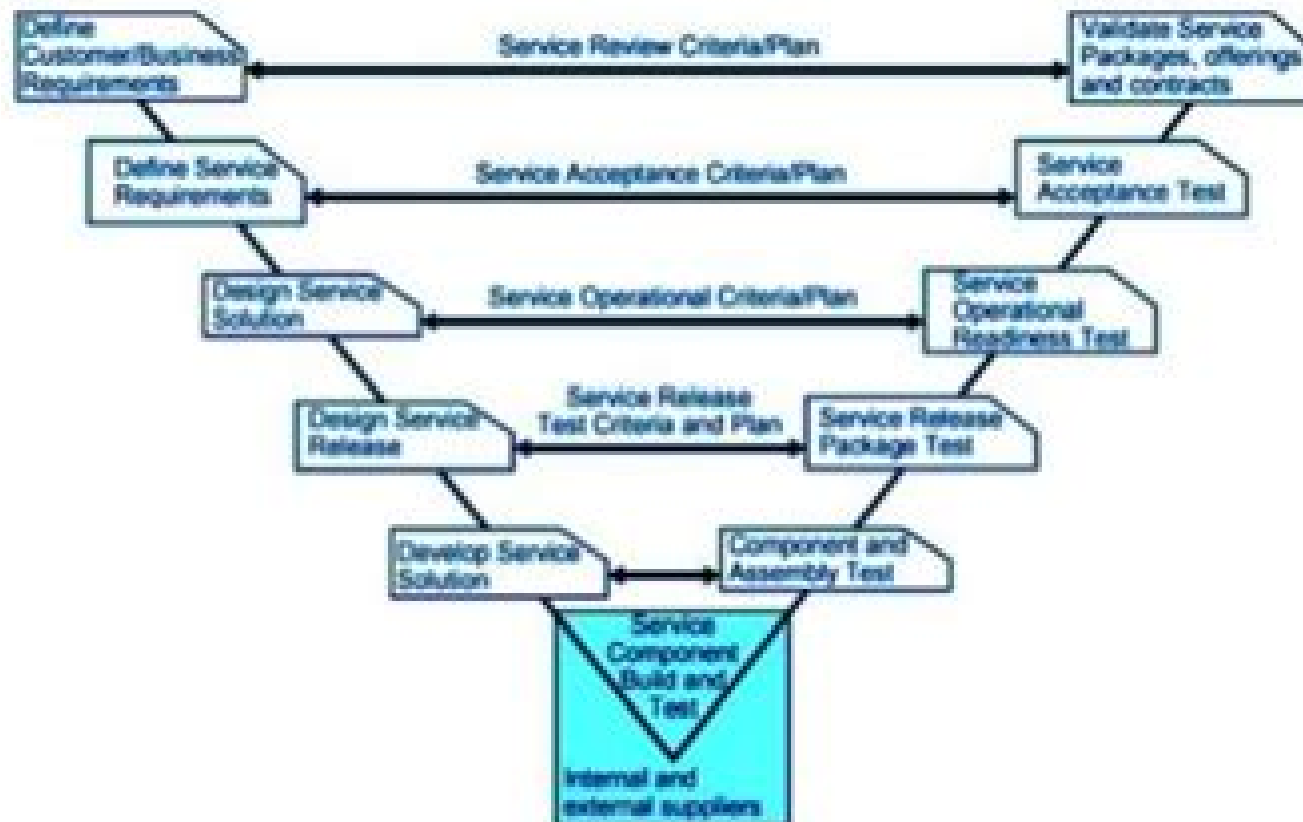 Define
Customer/Business
Requirements
Service Review Criteria/Plan
Validate Service
Packages, offerings
and contracts
Define Service
Requirements
Service Acceptance Criteria/Plan
Service
Acceptance Test
Design Service
Solution
Service Operational Criteria/Plan
Service
Operational
Readiness Test
Design Service
Release
Service Release
Test Criteria and Plan
Service Release
Package Test
Develop Service
Solution
Component and
Assembly Test
Service
Component
Build and
Test
Internal and
external suppliers